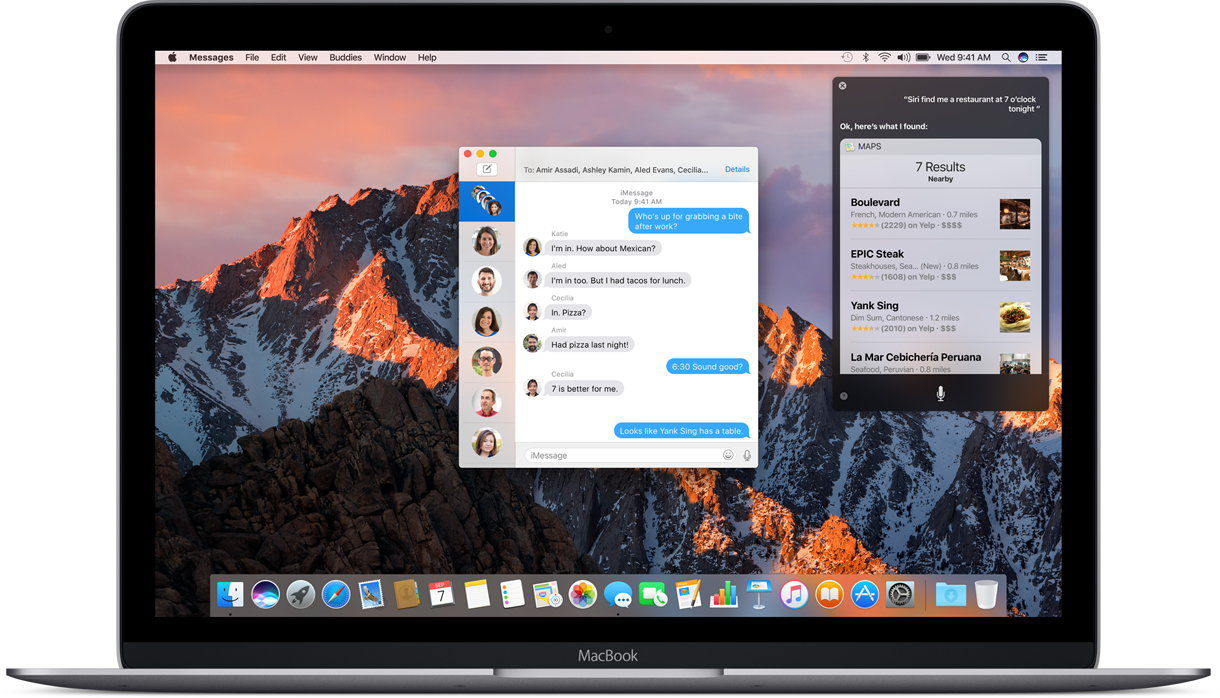 Messages File Edit View Buddies Window Help
Wed 9:41 AM
“Siri find me a restaurant at 7 o’clock
tonight ”
Ok, here’s what I found:
MAPS
7 Results
Nearby
Boulevard
French, Modern American · 0.7 miles
(2229) on Yelp · $$$$
EPIC Steak
Steakhouses, Sea... (New) · 0.8 miles
(1608) on Yelp · $$$
Yank Sing
Dim Sum, Cantonese · 1.2 miles
(2010) on Yelp · $$$
La Mar Cebichería Peruana
Seafood, Peruvian · 0.8 miles
?
To: Amir Assadi, Ashley Kamin, Aled Evans, Cecilia...
Details
iMessage
Today 9:41 AM
Who's up for grabbing a bite
after work?
Katie
I'm in. How about Mexican?
Aled
I'm in too. But I had tacos for lunch.
Cecilia
In. Pizza?
Amir
Had pizza last night!
6:30 Sound good?
Cecilia
7 is better for me.
Looks like Yank Sing has a table.
iMessage
SEP
7
MacBook